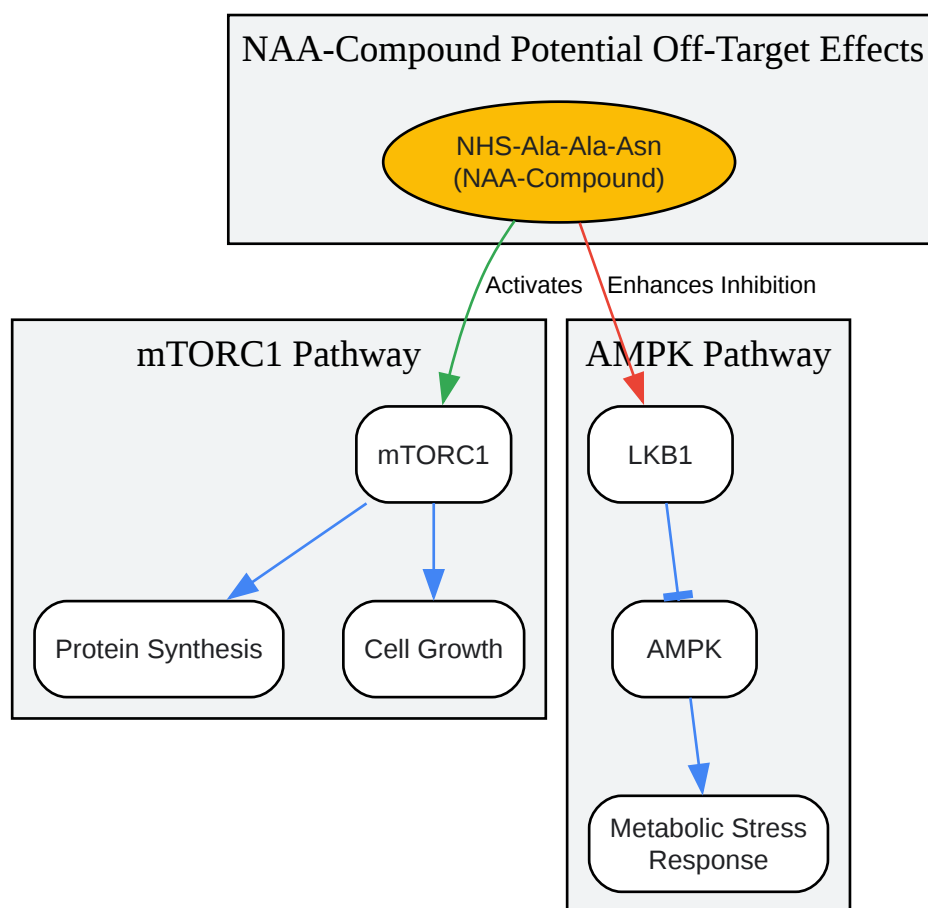 NAA-Compound Potential Off-Target Effects
NHS-Ala-Ala-Asn
(NAA-Compound)
Activates
Enhances Inhibition
mTORC1 Pathway
mTORC1
Protein Synthesis
Cell Growth
AMPK Pathway
LKB1
AMPK
Metabolic Stress
Response